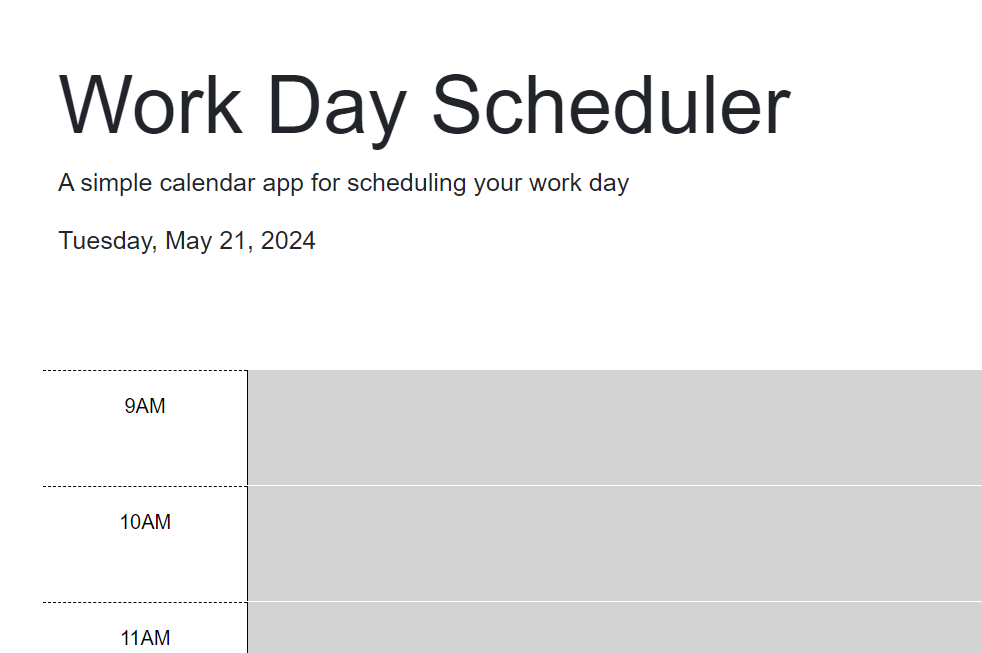 Work Day Scheduler
A simple calendar app for scheduling your work day
Tuesday, May 21, 2024
9AM
10AM
11AM